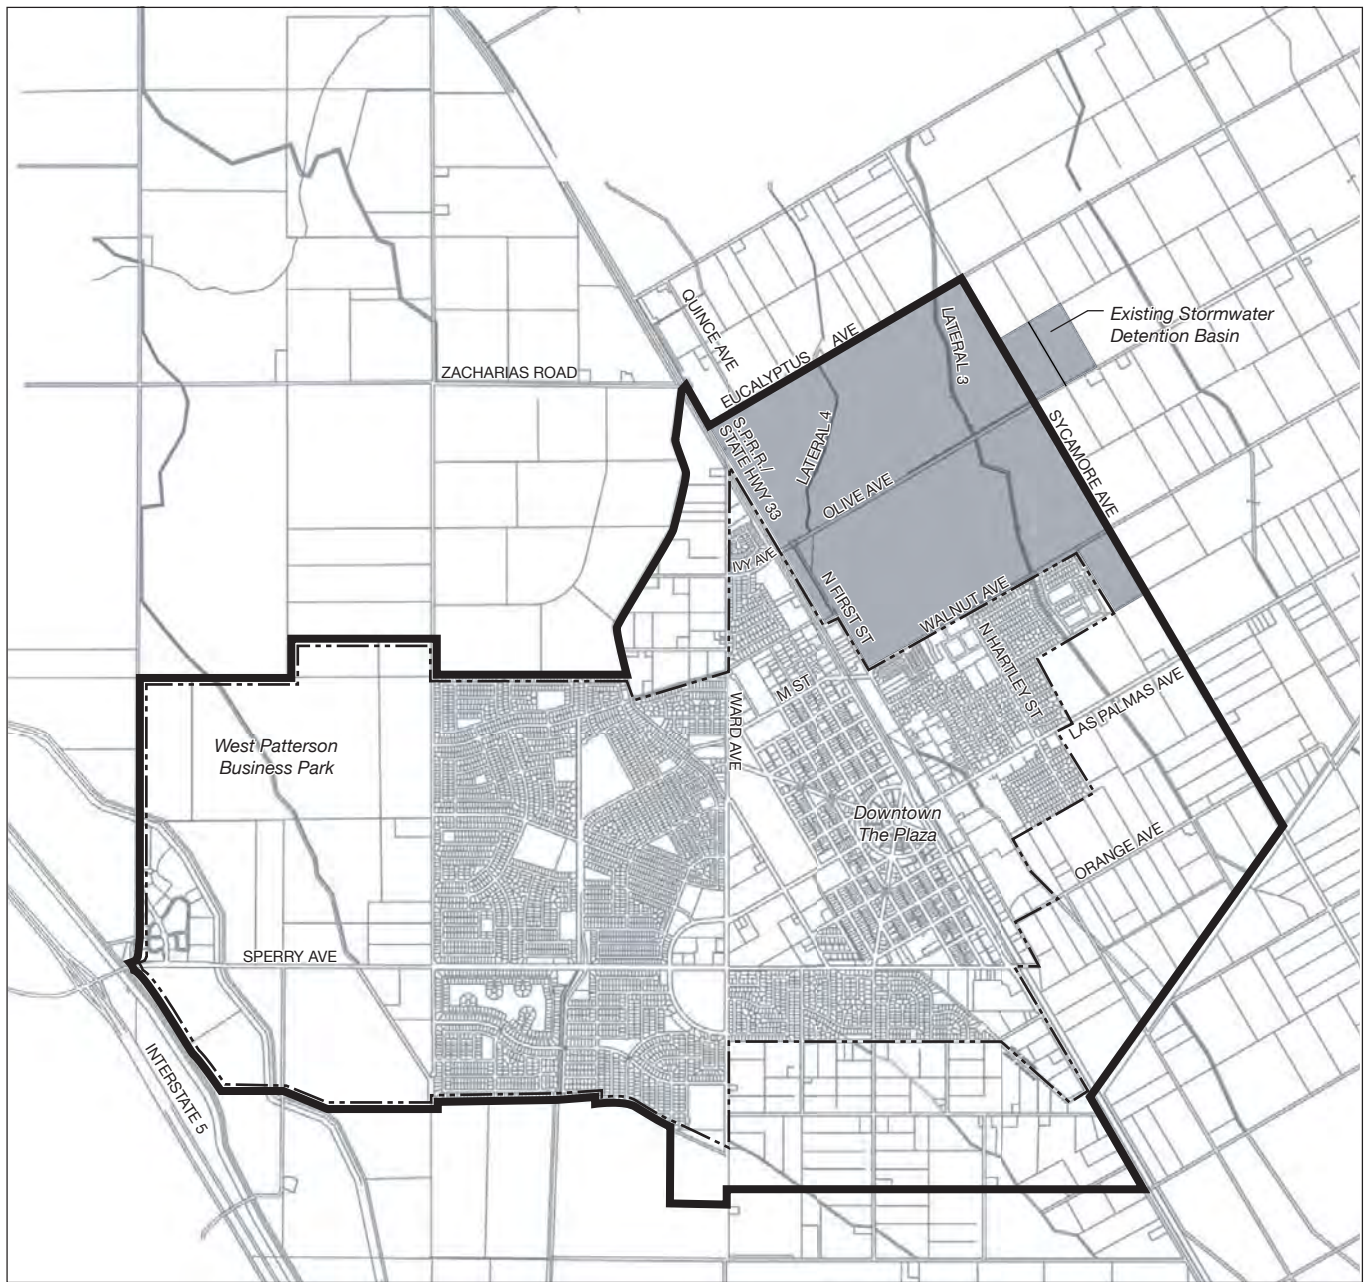 QUINCE AVE
EUCALYPTUS AVE
LATERAL 3
Existing Stormwater
Detention Basin
ZACHARIAS ROAD
S.P.R.R./
STATE HWY 33
LATERAL 4
SYCAMORE AVE
OLIVE AVE
IVY AVE
N FIRST ST
WALNUT AVE
N HARTLEY ST
M ST
LAS PALMAS AVE
WARD AVE
West Patterson
Business Park
Downtown
The Plaza
ORANGE AVE
SPERRY AVE
INTERSTATE 5